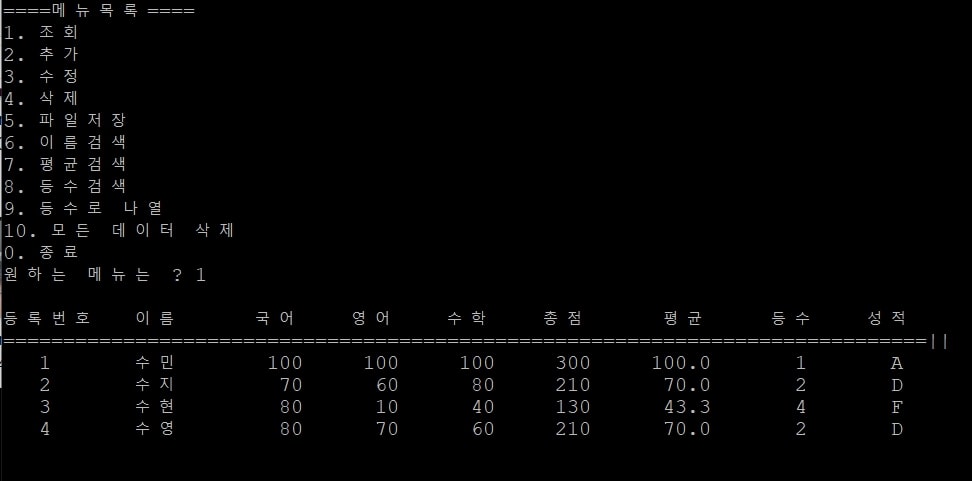 ====메뉴목록====
1. 조회
2. 추가
3. 수정
4. 삭제
5. 파일저장
6. 이름검색
7. 평균검색
8. 등수검색
9. 등수로 나열
10. 모든 데이터 삭제
0. 종료
원하는 메뉴는 ? 1
등록번호 이름 국어 영어 수학 총점 평균 등수 성적
=============================================================================||
1 수민 100 100 100 300 100.0 1 A
2 수지 70 60 80 210 70.0 2 D
3 수현 80 10 40 130 43.3 4 F
4 수영 80 70 60 210 70.0 2 D